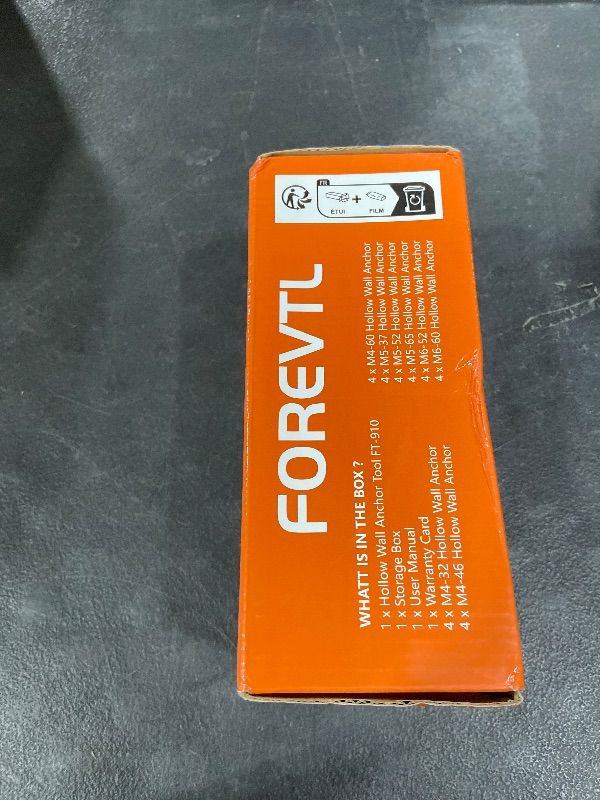 FOREVTL
WHATT IS IN THE BOX ?
1 x Hollow Wall Anchor Tool FT-910
1 x Storage Box
1 x User Manual
1 x Warranty Card
4 x M4-32 Hollow Wall Anchor
4 x M4-46 Hollow Wall Anchor
4 x M4-60 Hollow Wall Anchor
4 x M5-37 Hollow Wall Anchor
4 x M5-52 Hollow Wall Anchor
4 x M5-65 Hollow Wall Anchor
4 x M6-52 Hollow Wall Anchor
4 x M6-60 Hollow Wall Anchor
FR
ÉTUI + FILM